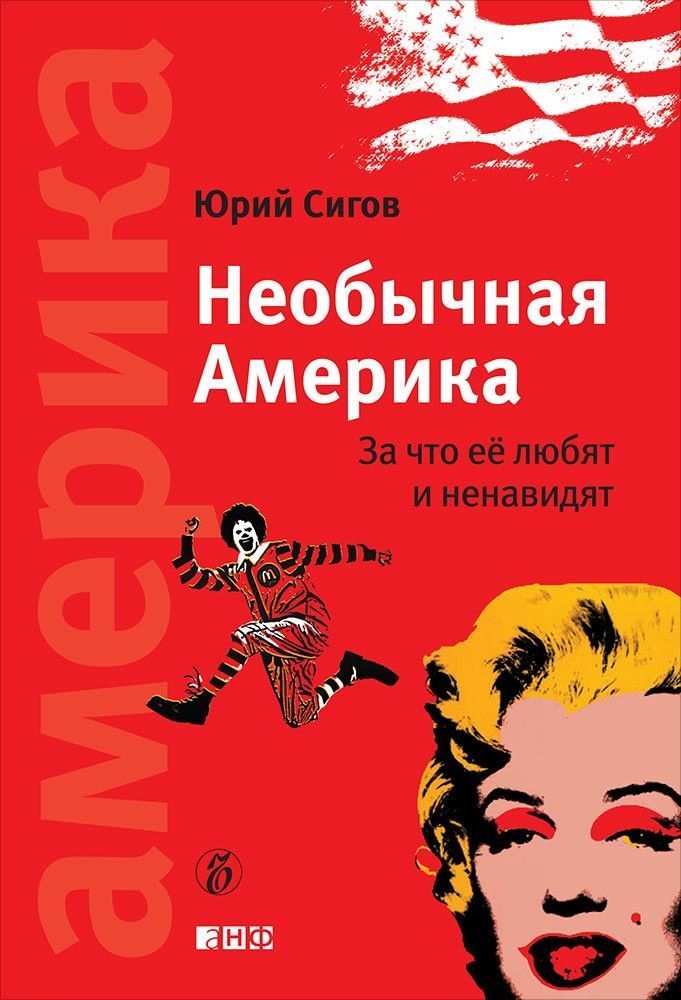 америка
Юрий Сигов
Необычная
Америка
За что её любят
и ненавидят
Ъ
анф